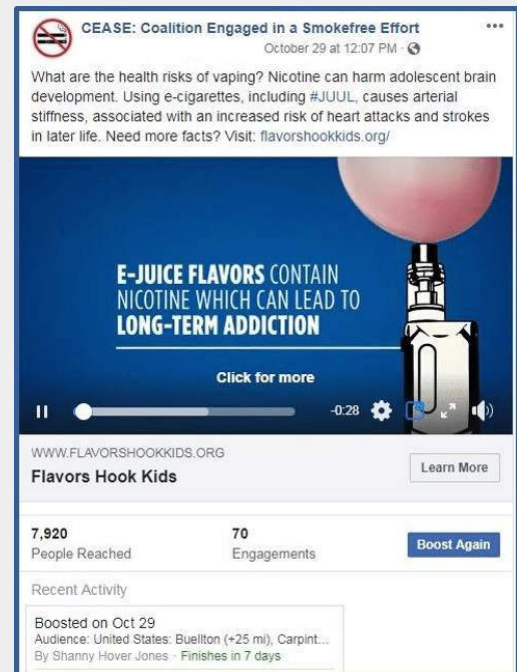 CEASE: Coalition Engaged in a Smokefree Effort
October 29 at 12:07 PM ·
What are the health risks of vaping? Nicotine can harm adolescent brain
development. Using e-cigarettes, including #JUUL, causes arterial
stiffness, associated with an increased risk of heart attacks and strokes
in later life. Need more facts? Visit: flavorshookkids.org/
E-JUICE FLAVORS CONTAIN
NICOTINE WHICH CAN LEAD TO
LONG-TERM ADDICTION
Click for more
-0:28
WWW.FLAVORSHOOKKIDS.ORG
Flavors Hook Kids
Learn More
7,920
People Reached
70
Engagements
Boost Again
Recent Activity
Boosted on Oct 29
Audience: United States: Buellton (+25 mi), Carpint...
By Shanny Hover Jones · Finishes in 7 days